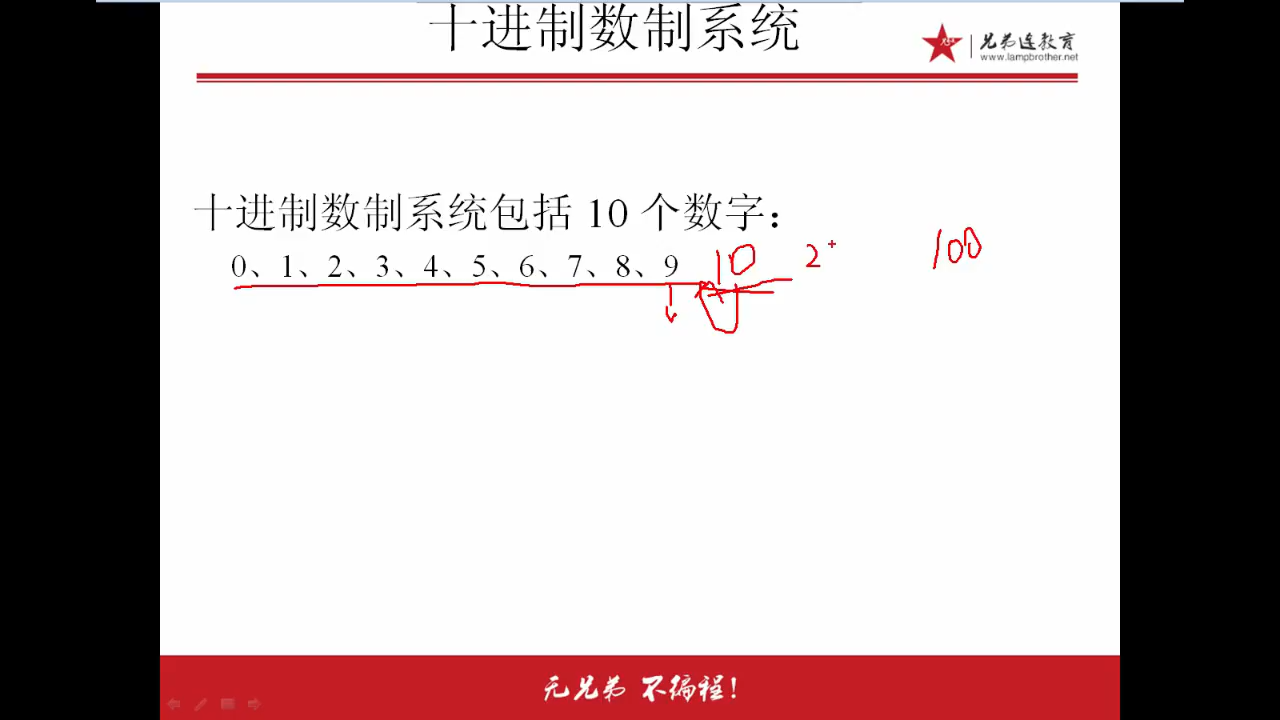 十进制数制系统
兄弟连教育
www.lampbrother.net
十进制数制系统包括 10 个数字：
0、1、2、3、4、5、6、7、8、9 10 2 100
无兄弟 不编程！